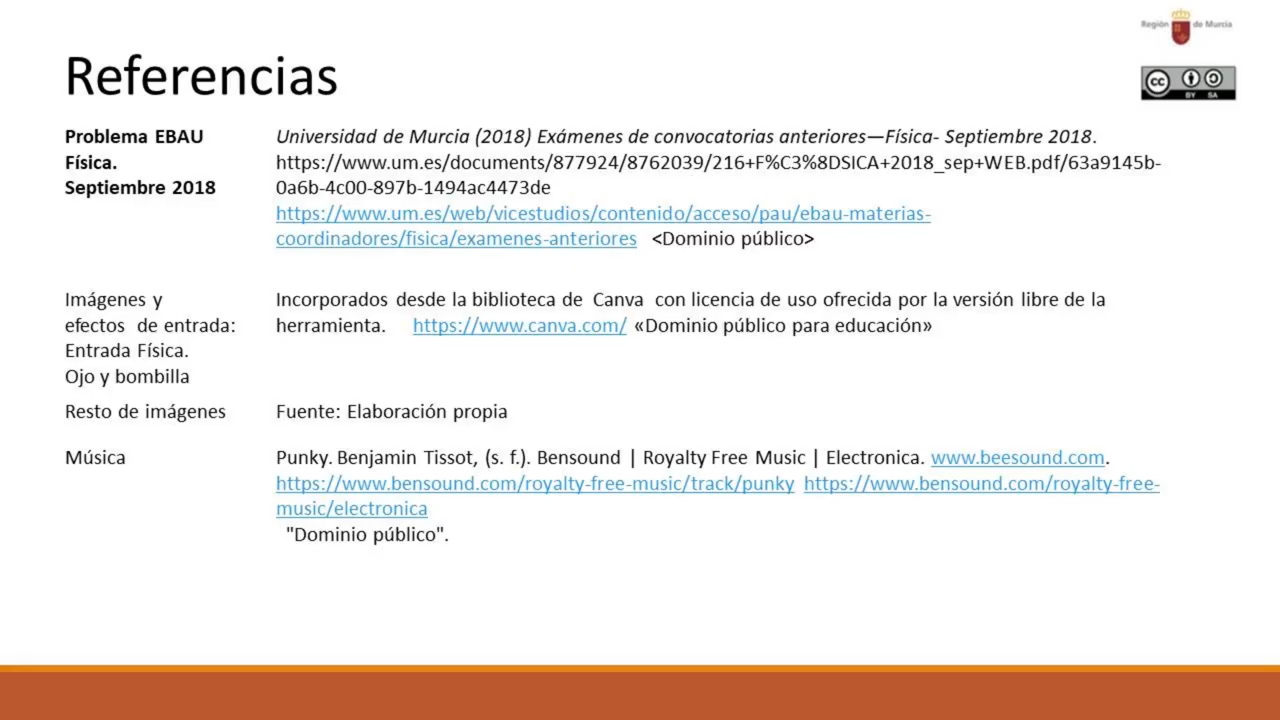 Región de Murcia
Referencias
CC BY SA
Problema EBAU
Física.
Septiembre 2018
Universidad de Murcia (2018) Exámenes de convocatorias anteriores—Física- Septiembre 2018.
https://www.um.es/documents/877924/8762039/216+F%C3%8DSICA+2018_sep+WEB.pdf/63a9145b-
0a6b-4c00-897b-1494ac4473de
https://www.um.es/web/vicestudios/contenido/acceso/pau/ebau-materias-
coordinadores/fisica/examenes-anteriores <Dominio público>
Imágenes y
efectos de entrada:
Entrada Física.
Ojo y bombilla
Incorporados desde la biblioteca de Canva con licencia de uso ofrecida por la versión libre de la
herramienta. https://www.canva.com/ «Dominio público para educación»
Resto de imágenes
Fuente: Elaboración propia
Música
Punky. Benjamin Tissot, (s. f.). Bensound | Royalty Free Music | Electronica. www.beesound.com.
https://www.bensound.com/royalty-free-music/track/punky https://www.bensound.com/royalty-free-
music/electronica
"Dominio público".